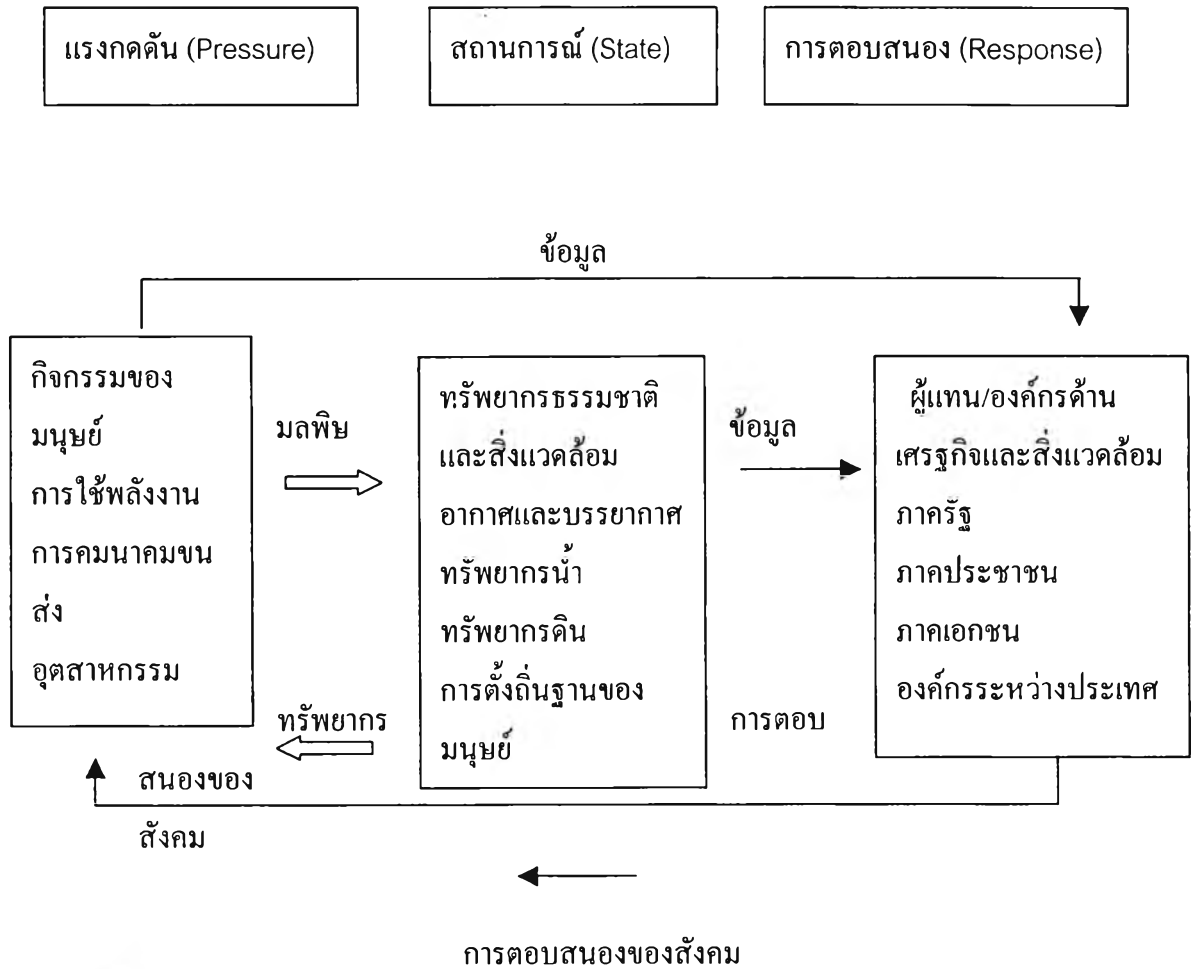 แรงกดดัน (Pressure)
สถานการณ์ (State)
การตอบสนอง (Response)
ข้อมูล
กิจกรรมของ
มนุษย์
การใช้พลังงาน
การคมนาคมขน
ส่ง
อุตสาหกรรม
มลพิษ
ทรัพยากร
ทรัพยากรธรรมชาติ
และสิ่งแวดล้อม
อากาศและบรรยากาศ
ทรัพยากรน้ำ
ทรัพยากรดิน
การตั้งถิ่นฐานของ
มนุษย์
ข้อมูล
การตอบ
ผู้แทน/องค์กรด้าน
เศรฐกิจและสิ่งแวดล้อม
ภาครัฐ
ภาคประชาชน
ภาคเอกชน
องค์กรระหว่างประเทศ
สนองของ
สังคม
การตอบสนองของสังคม